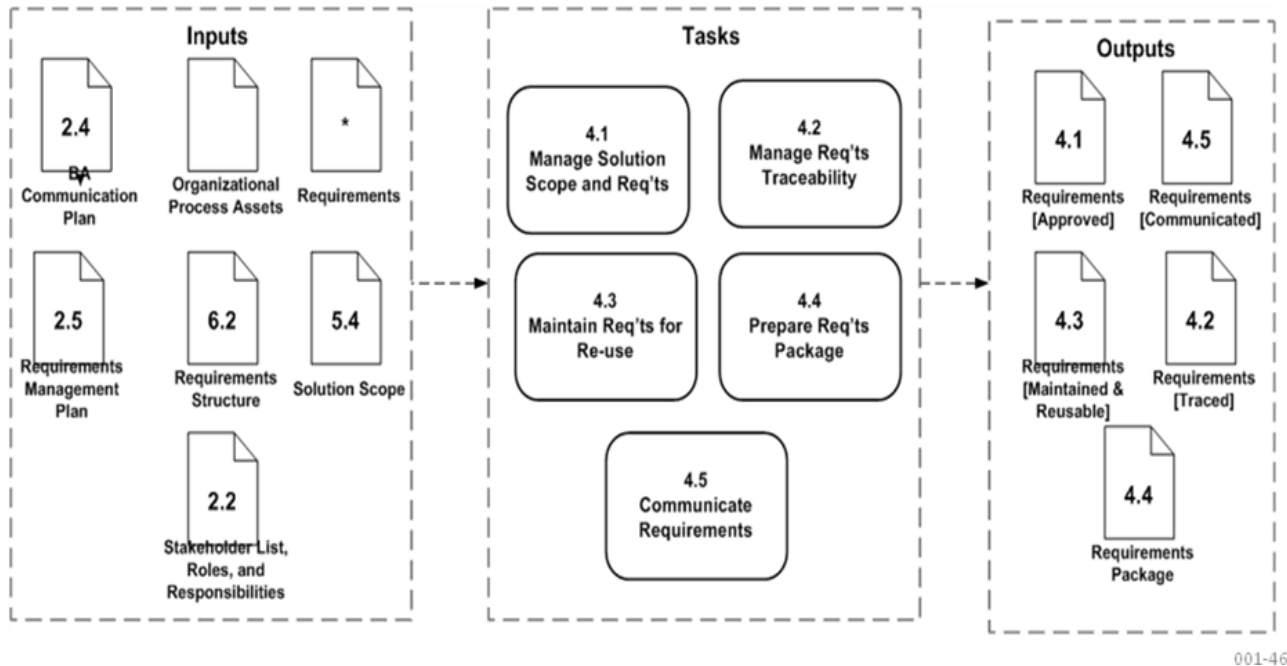 Inputs
2.4
BA
Communication
Plan
Organizational
Process Assets
*
Requirements
2.5
Requirements
Management
Plan
6.2
Requirements
Structure
5.4
Solution Scope
2.2
Stakeholder List,
Roles, and
Responsibilities
Tasks
4.1
Manage Solution
Scope and Req'ts
4.2
Manage Req'ts
Traceability
4.3
Maintain Req'ts for
Re-use
4.4
Prepare Req'ts
Package
4.5
Communicate
Requirements
Outputs
4.1
Requirements
[Approved]
4.5
Requirements
[Communicated]
4.3
Requirements
[Maintained &
Reusable]
4.2
Requirements
[Traced]
4.4
Requirements
Package
001-46